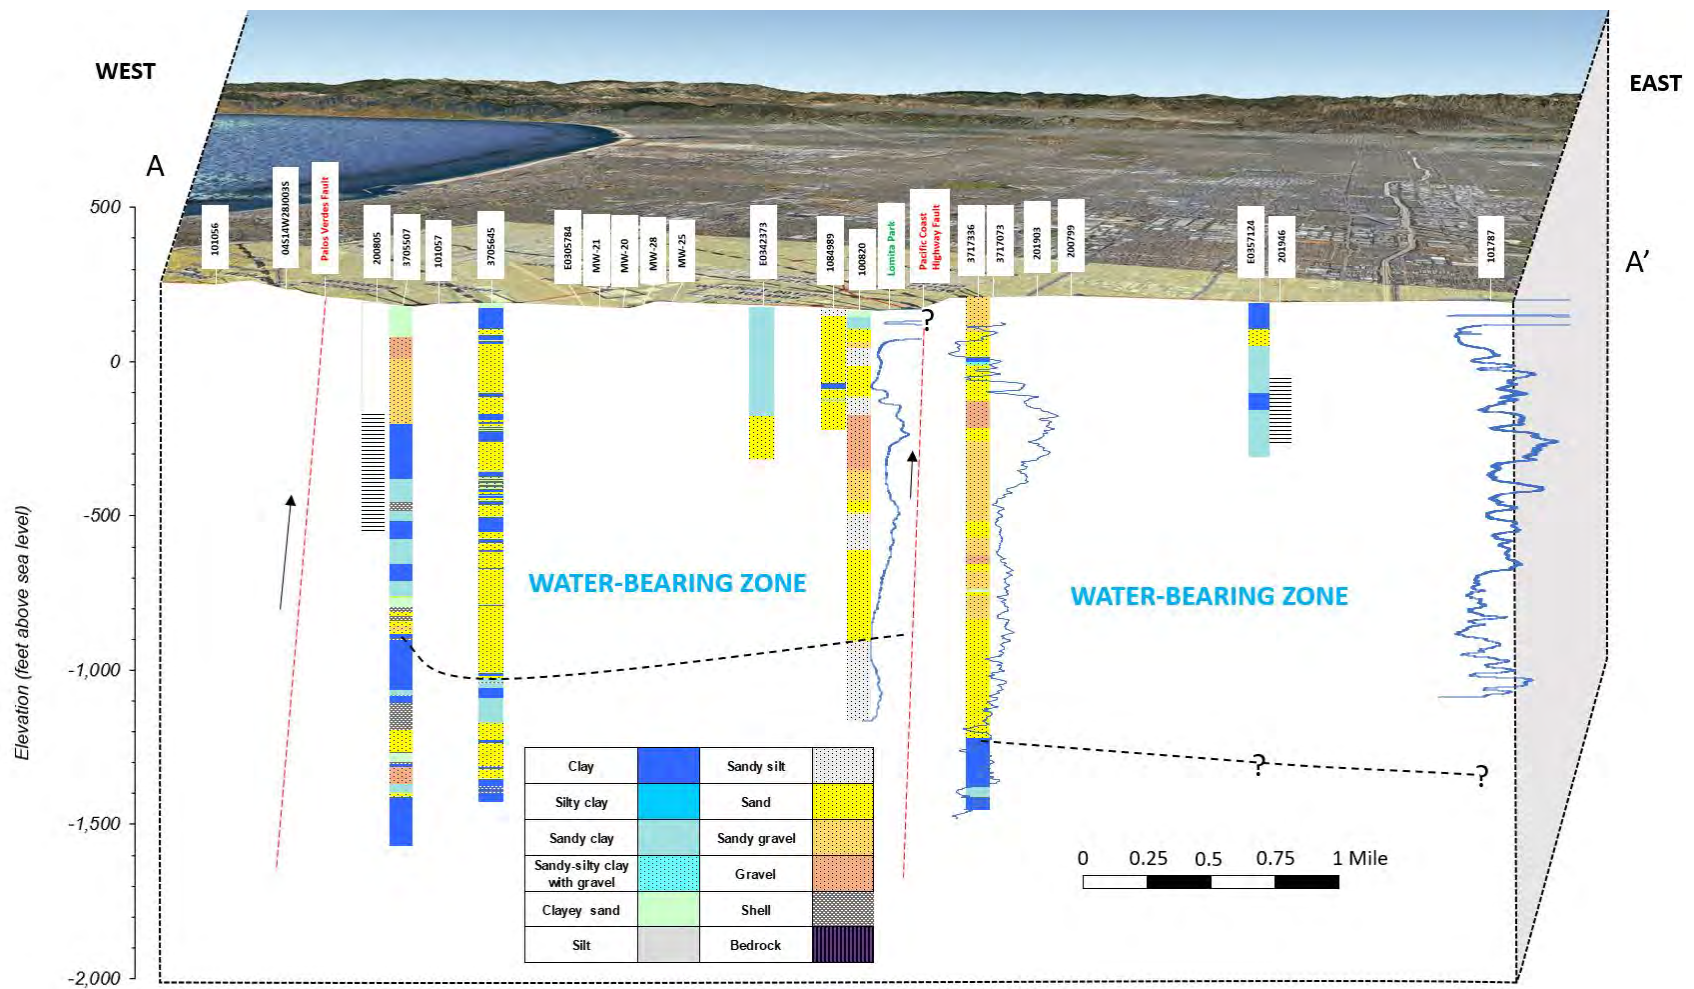 WEST
EAST
A
A'
101056
04S14W28J003S
Palos Verdes Fault
200805
3705507
101057
3705645
E0305784
MW-21
MW-20
MW-28
MW-25
E0342373
1084989
100820
Lomita Park
Pacific Coast
Highway Fault
3717336
3717073
201903
200799
E0357124
201946
101787
Elevation (feet above sea level)
500
0
-500
-1,000
-1,500
-2,000
?
WATER-BEARING ZONE
WATER-BEARING ZONE
?
?
Clay
Sandy silt
Silty clay
Sand
Sandy clay
Sandy gravel
Sandy-silty clay
with gravel
Gravel
Clayey sand
Shell
Silt
Bedrock
0 0.25 0.5 0.75 1 Mile